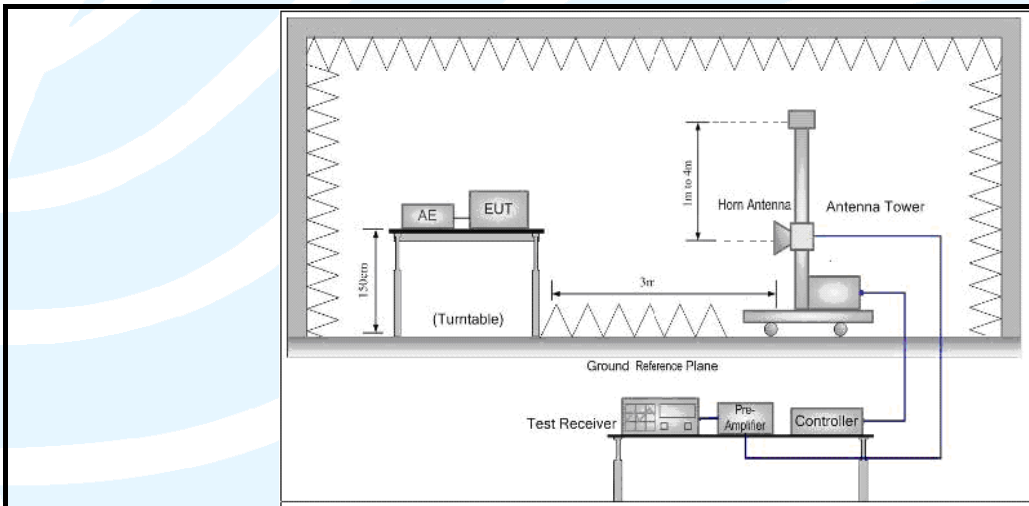 1m to 4m
Horn Antenna
Antenna Tower
AE
EUT
150cm
3m
(Turntable)
Ground Reference Plane
Test Receiver
Pre-
Amplifier
Controller